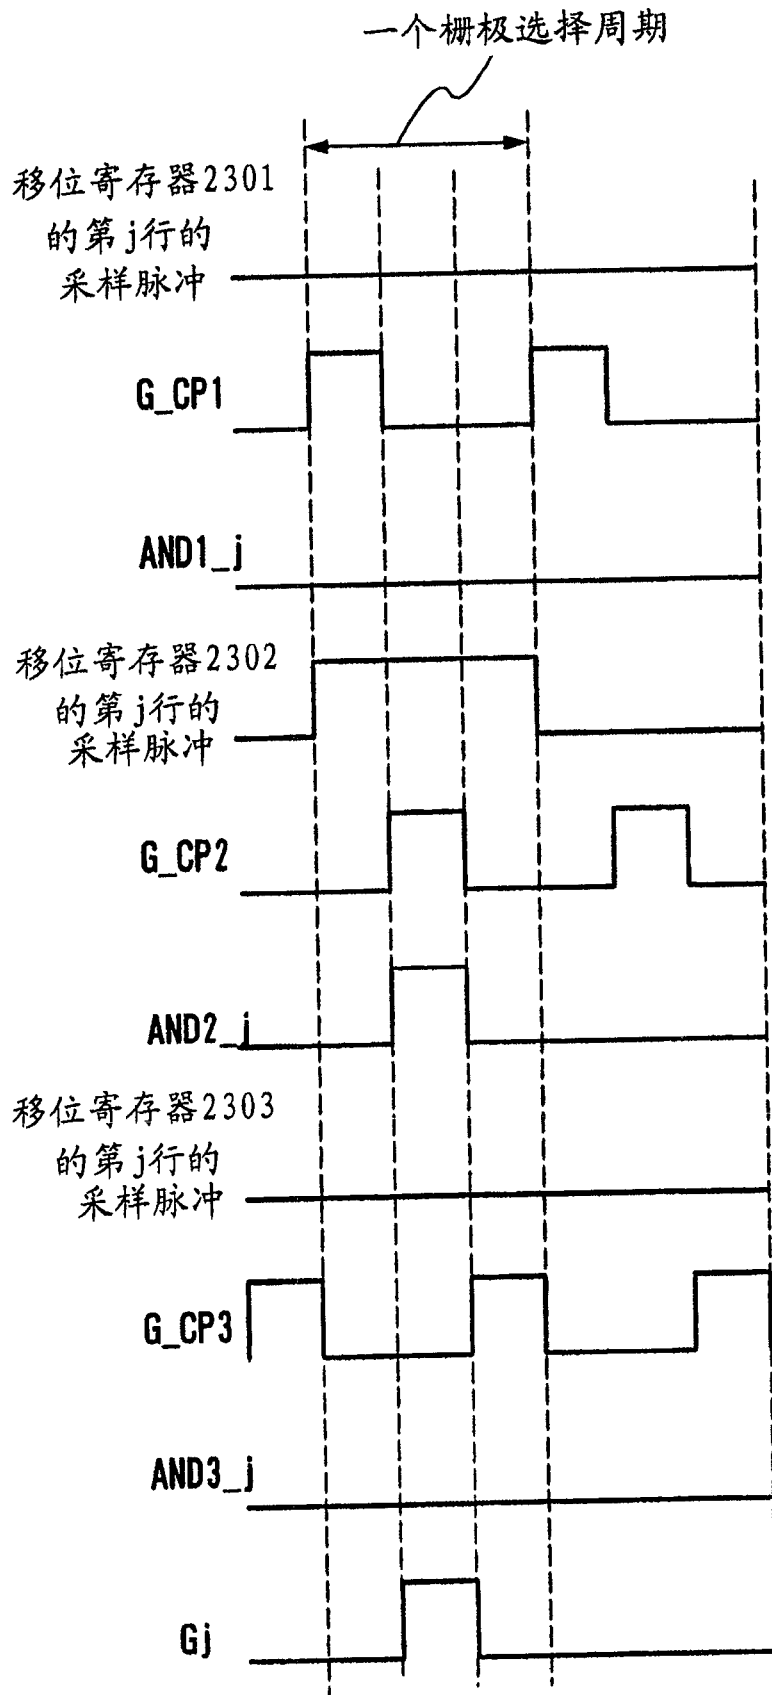 一个栅极选择周期
移位寄存器2301
的第j行的
采样脉冲
G_CP1
AND1_j
移位寄存器2302
的第j行的
采样脉冲
G_CP2
AND2_j
移位寄存器2303
的第j行的
采样脉冲
G_CP3
AND3_j
Gj